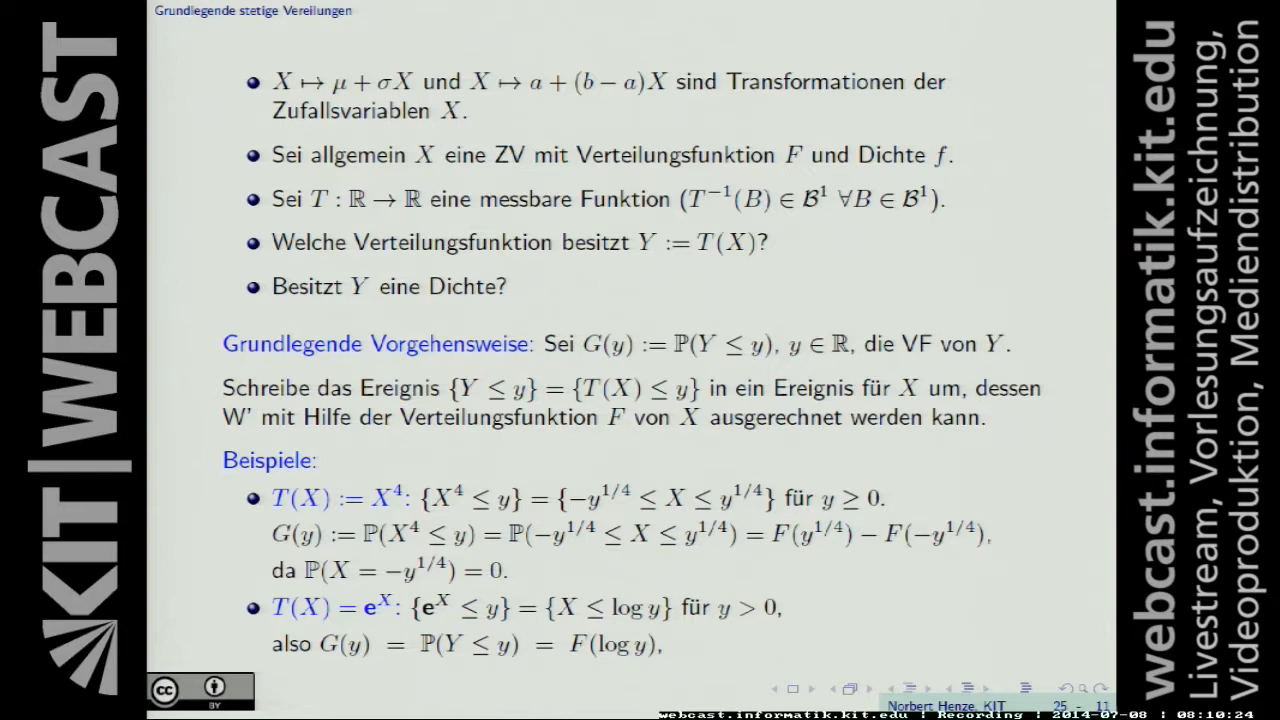 Grundlegende stetige Vereilungen
X ↦ μ + σX und X ↦ a + (b − a)X sind Transformationen der
Zufallsvariablen X.
Sei allgemein X eine ZV mit Verteilungsfunktion F und Dichte f.
Sei T : ℝ → ℝ eine messbare Funktion (T⁻¹(B) ∈ 𝓑¹ ∀B ∈ 𝓑¹).
Welche Verteilungsfunktion besitzt Y := T(X)?
Besitzt Y eine Dichte?
Grundlegende Vorgehensweise: Sei G(y) := ℙ(Y ≤ y), y ∈ ℝ, die VF von Y.
Schreibe das Ereignis {Y ≤ y} = {T(X) ≤ y} in ein Ereignis für X um, dessen
W' mit Hilfe der Verteilungsfunktion F von X ausgerechnet werden kann.
Beispiele:
T(X) := X⁴: {X⁴ ≤ y} = {−y^{1/4} ≤ X ≤ y^{1/4}} für y ≥ 0.
G(y) := ℙ(X⁴ ≤ y) = ℙ(−y^{1/4} ≤ X ≤ y^{1/4}) = F(y^{1/4}) − F(−y^{1/4}),
da ℙ(X = −y^{1/4}) = 0.
T(X) = e^X: {e^X ≤ y} = {X ≤ log y} für y > 0,
also G(y) = ℙ(Y ≤ y) = F(log y),
Norbert Henze, KIT 25 - 11
webcast.informatik.kit.edu | Recording : 2014-07-08 | 08:10:24
cc BY
KIT | WEBCAST
webcast.informatik.kit.edu
Livestream, Vorlesungsaufzeichnung,
Videoproduktion, Mediendistribution